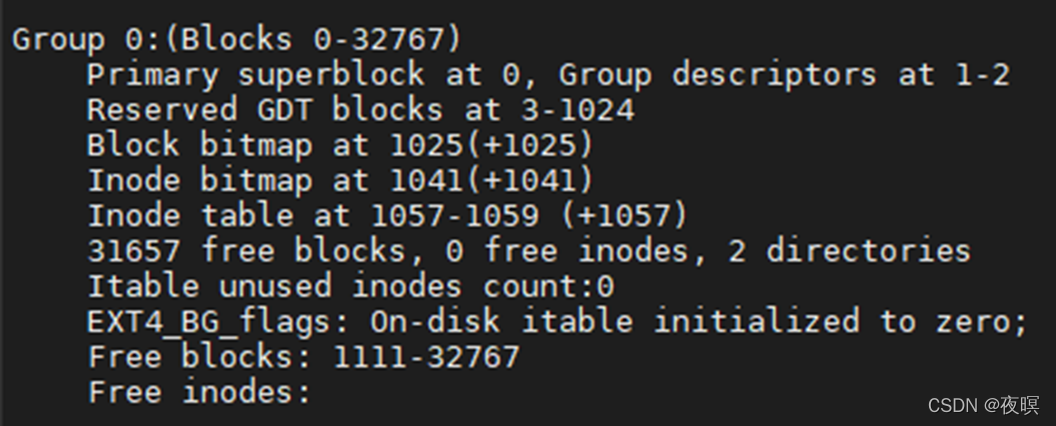 Group 0:(Blocks 0-32767)
Primary superblock at 0, Group descriptors at 1-2
Reserved GDT blocks at 3-1024
Block bitmap at 1025(+1025)
Inode bitmap at 1041(+1041)
Inode table at 1057-1059 (+1057)
31657 free blocks, 0 free inodes, 2 directories
Itable unused inodes count:0
EXT4_BG_flags: On-disk itable initialized to zero;
Free blocks: 1111-32767
Free inodes:
CSDN @夜暝